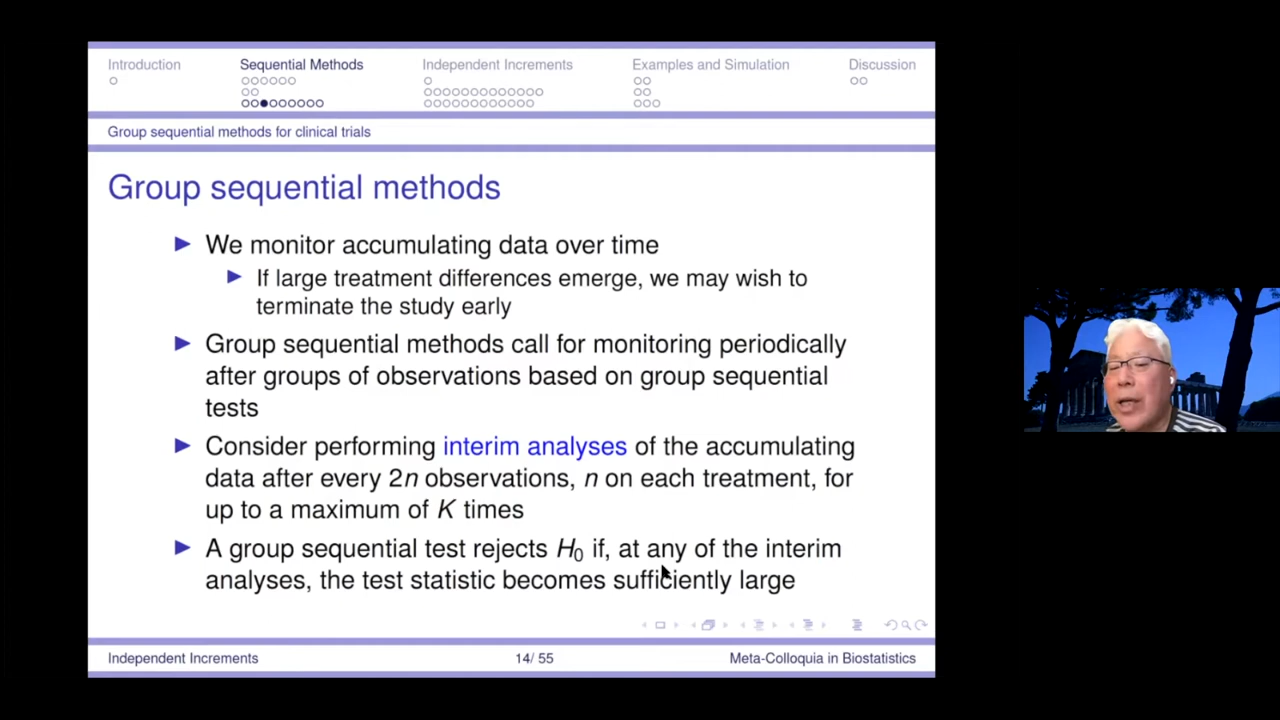 Introduction Sequential Methods Independent Increments Examples and Simulation Discussion
Group sequential methods for clinical trials
Group sequential methods
We monitor accumulating data over time
If large treatment differences emerge, we may wish to
terminate the study early
Group sequential methods call for monitoring periodically
after groups of observations based on group sequential
tests
Consider performing interim analyses of the accumulating
data after every 2n observations, n on each treatment, for
up to a maximum of K times
A group sequential test rejects H₀ if, at any of the interim
analyses, the test statistic becomes sufficiently large
Independent Increments 14/ 55 Meta-Colloquia in Biostatistics